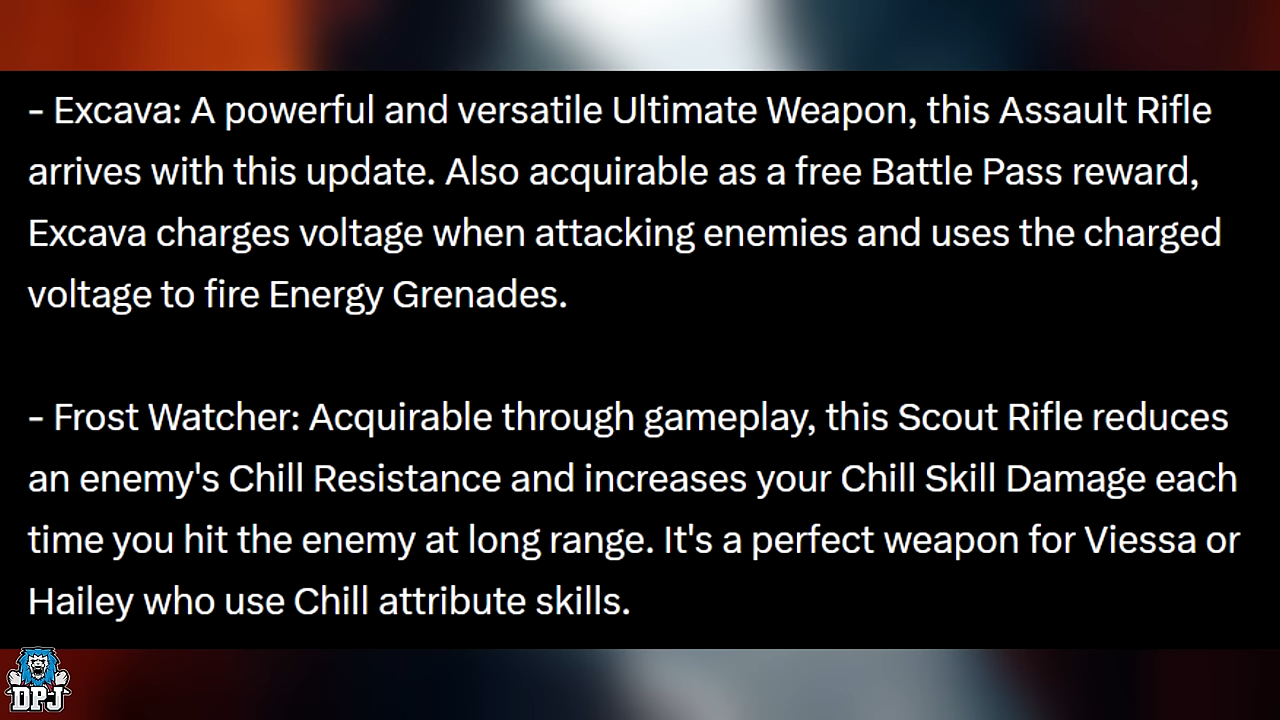 - Excava: A powerful and versatile Ultimate Weapon, this Assault Rifle
arrives with this update. Also acquirable as a free Battle Pass reward,
Excava charges voltage when attacking enemies and uses the charged
voltage to fire Energy Grenades.
- Frost Watcher: Acquirable through gameplay, this Scout Rifle reduces
an enemy's Chill Resistance and increases your Chill Skill Damage each
time you hit the enemy at long range. It's a perfect weapon for Viessa or
Hailey who use Chill attribute skills.
DPJ